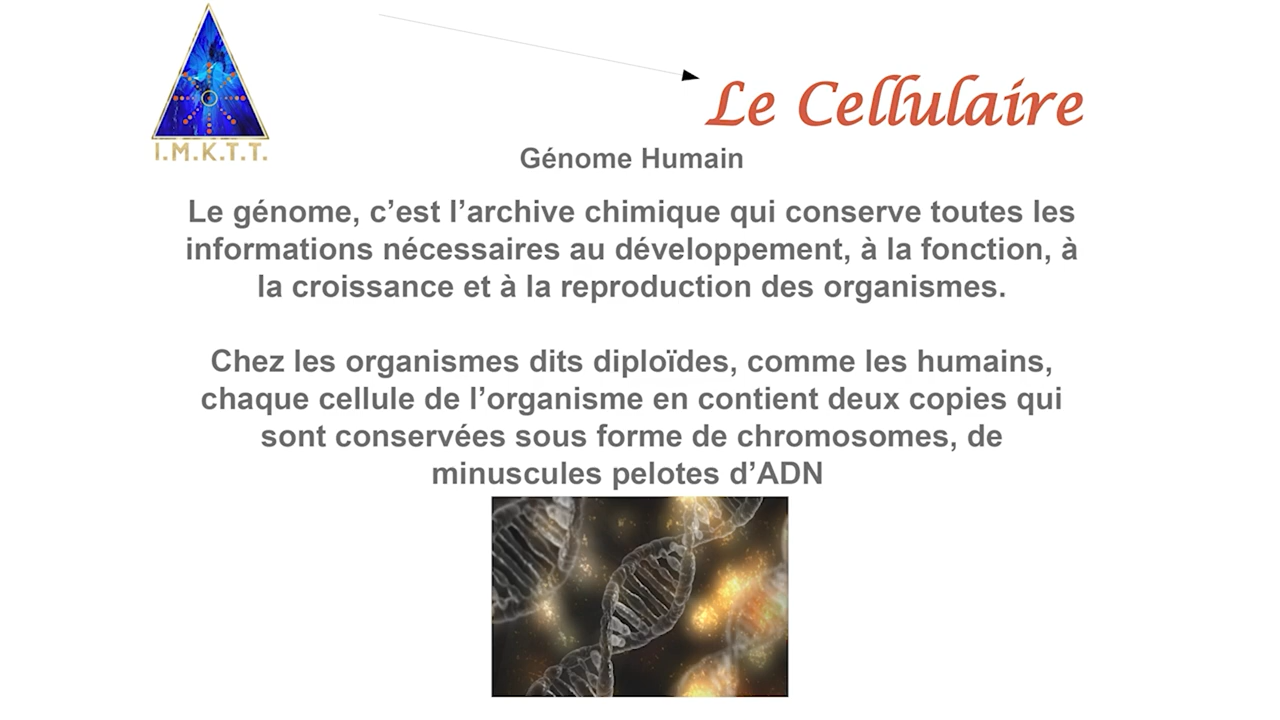 Le Cellulaire
I.M.K.T.T.
Génome Humain
Le génome, c’est l’archive chimique qui conserve toutes les
informations nécessaires au développement, à la fonction, à
la croissance et à la reproduction des organismes.
Chez les organismes dits diploïdes, comme les humains,
chaque cellule de l’organisme en contient deux copies qui
sont conservées sous forme de chromosomes, de
minuscules pelotes d’ADN